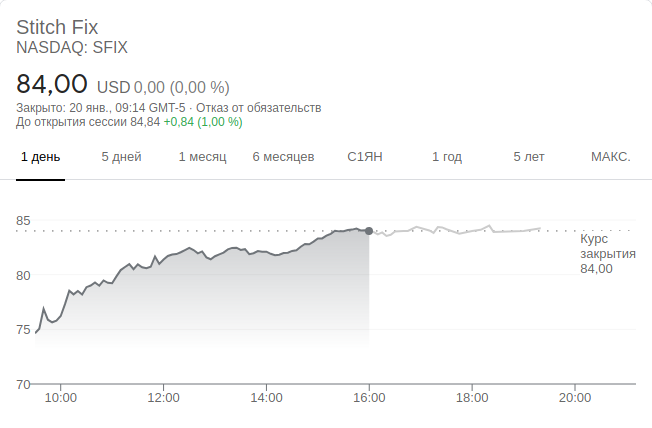 Stitch Fix
NASDAQ: SFIX
84,00 USD 0,00 (0,00 %)
Закрыто: 20 янв., 09:14 GMT-5 · Отказ от обязательств
До открытия сессии 84,84 +0,84 (1,00 %)
1 день 5 дней 1 месяц 6 месяцев С1ЯН 1 год 5 лет МАКС.
85
Курс
закрытия
84,00
80
75
70
10:00 12:00 14:00 16:00 18:00 20:00